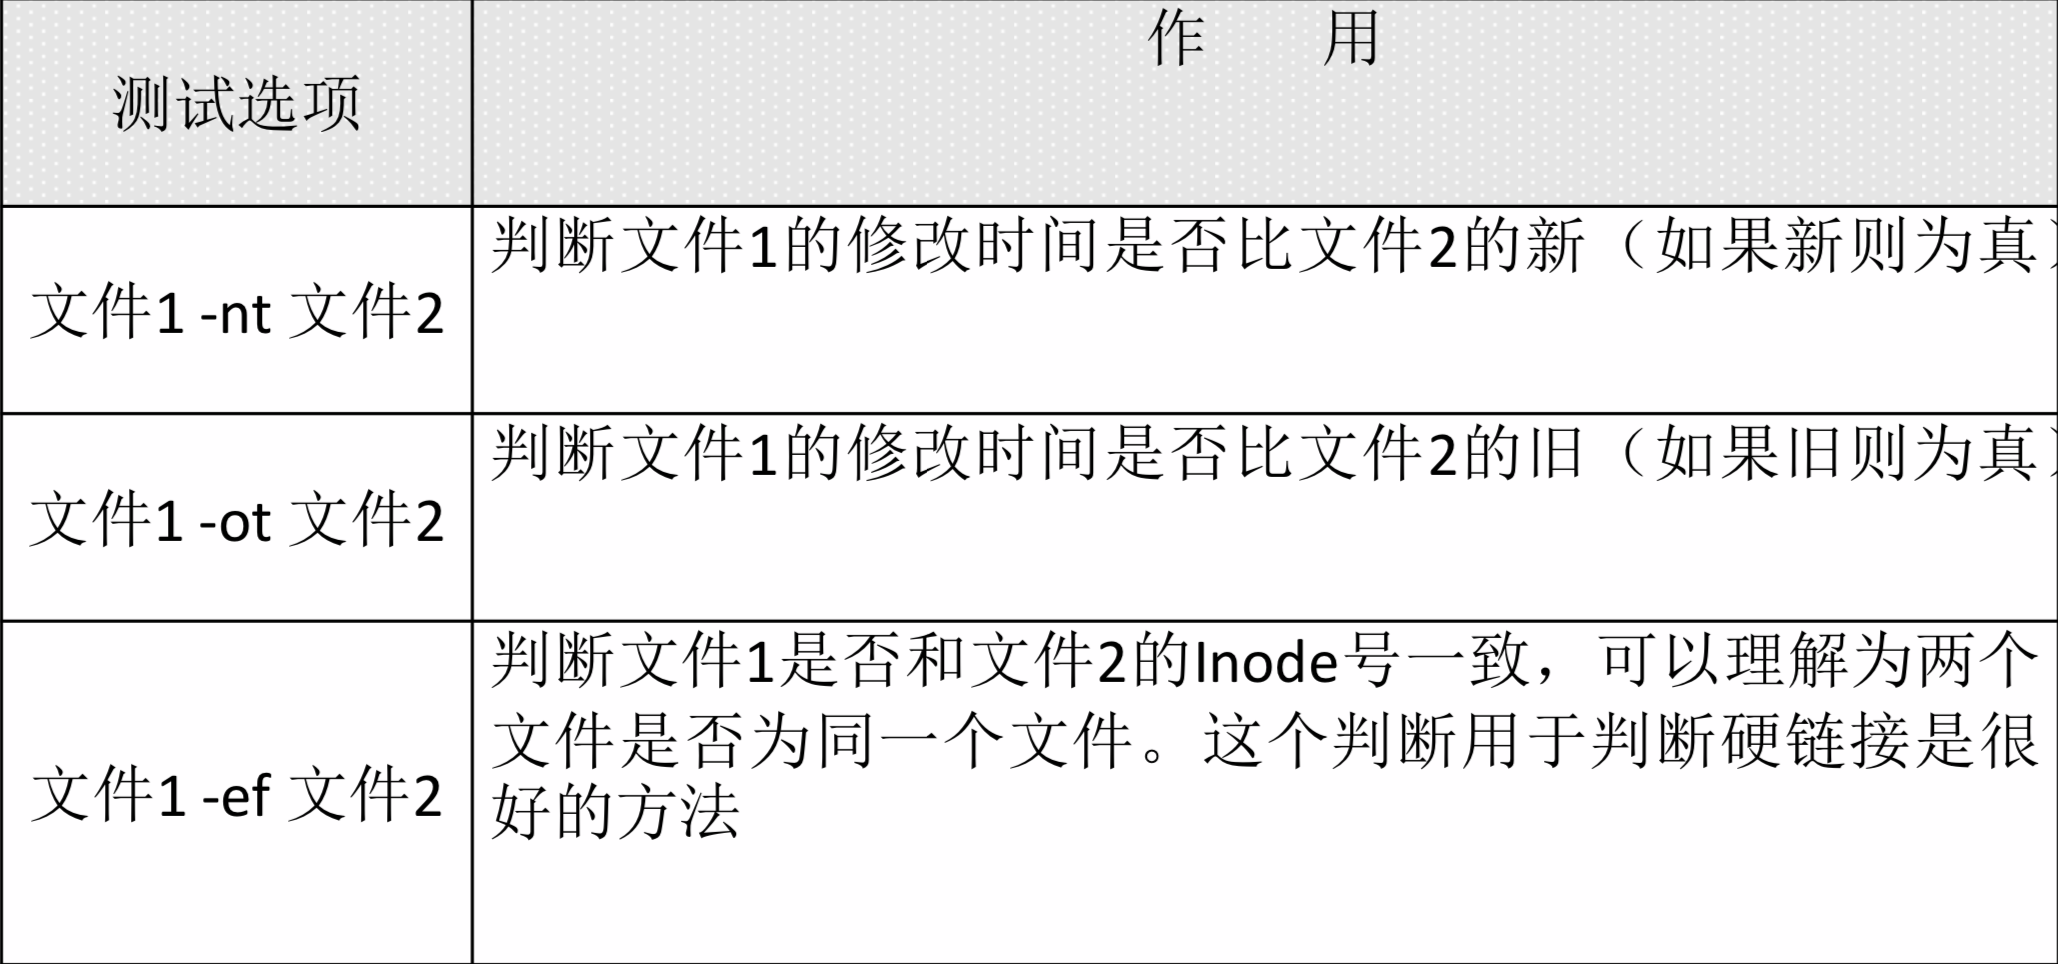 测试选项
作 用
文件1 -nt 文件2
判断文件1的修改时间是否比文件2的新（如果新则为真）
文件1 -ot 文件2
判断文件1的修改时间是否比文件2的旧（如果旧则为真）
文件1 -ef 文件2
判断文件1是否和文件2的Inode号一致，可以理解为两个
文件是否为同一个文件。这个判断用于判断硬链接是很
好的方法